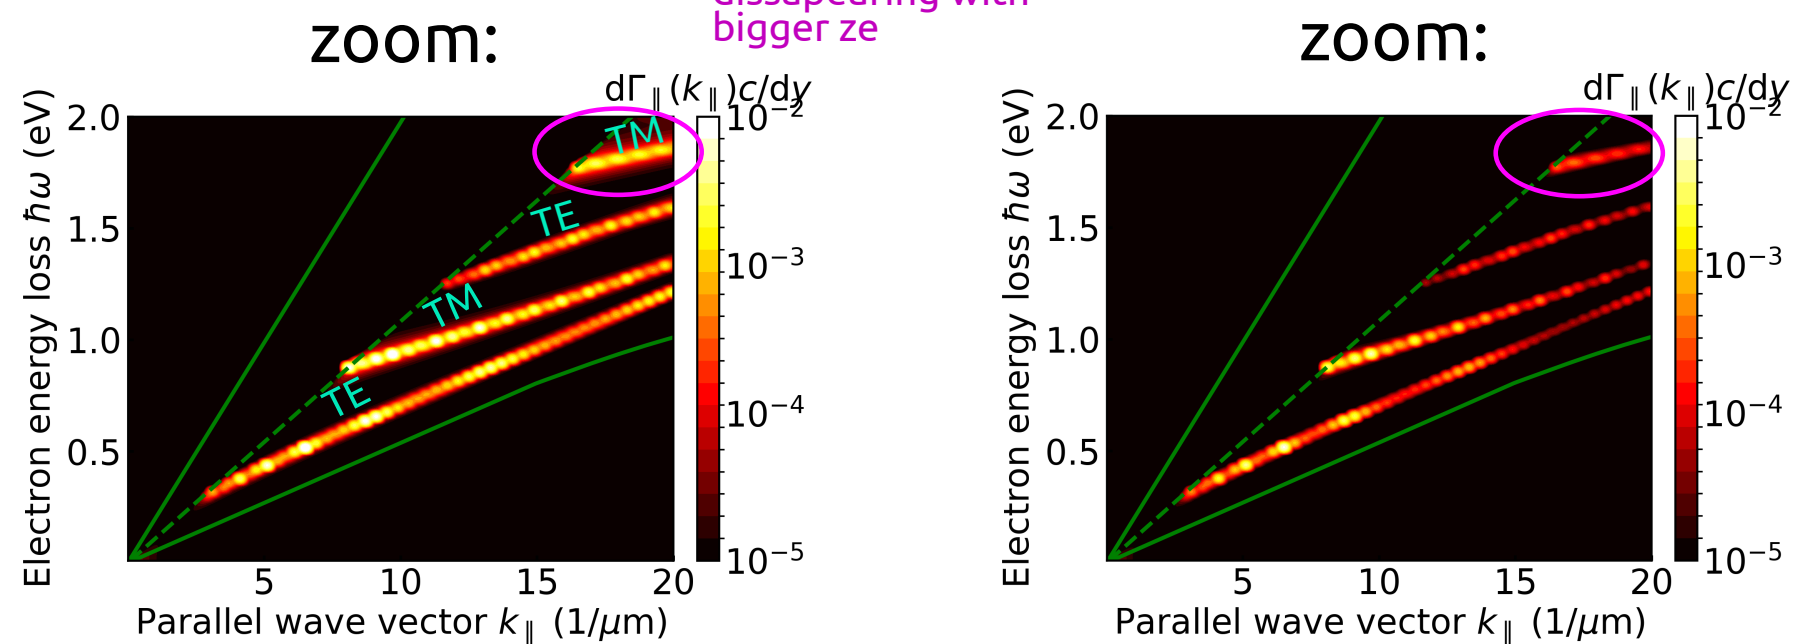 dissapearing with
bigger ze
zoom:
zoom:
dΓ∥(k∥)c/dy
Electron energy loss ħω (eV)
2.0
1.5
1.0
0.5
5
10
15
20
Parallel wave vector k∥ (1/μm)
TM
TE
TM
TE
10−2
10−3
10−4
10−5
dΓ∥(k∥)c/dy
Electron energy loss ħω (eV)
2.0
1.5
1.0
0.5
5
10
15
20
Parallel wave vector k∥ (1/μm)
10−2
10−3
10−4
10−5